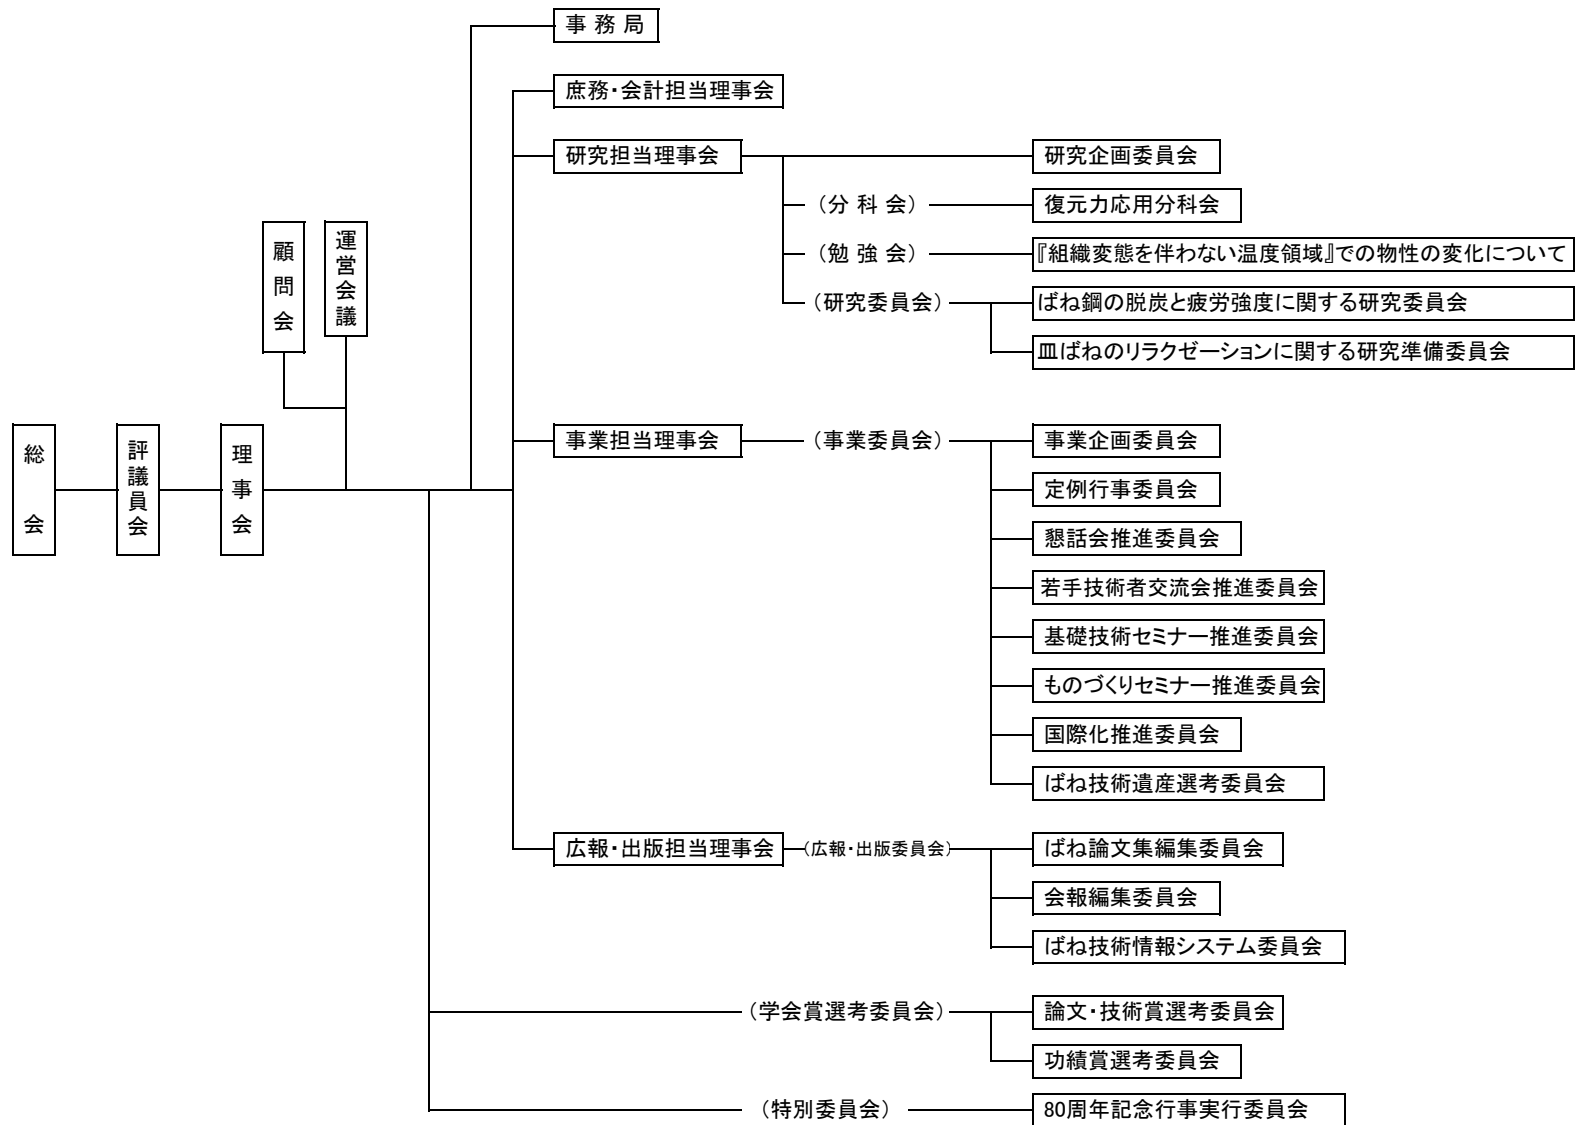 事 務 局
庶務・会計担当理事会
研究担当理事会
研究企画委員会
（分 科 会）
復元力応用分科会
（勉 強 会）
『組織変態を伴わない温度領域』での物性の変化について
（研究委員会）
ばね鋼の脱炭と疲労強度に関する研究委員会
皿ばねのリラクゼーションに関する研究準備委員会
顧問会
運営会議
総会
評議員会
理事会
事業担当理事会
（事業委員会）
事業企画委員会
定例行事委員会
懇話会推進委員会
若手技術者交流会推進委員会
基礎技術セミナー推進委員会
ものづくりセミナー推進委員会
国際化推進委員会
ばね技術遺産選考委員会
広報・出版担当理事会
（広報・出版委員会）
ばね論文集編集委員会
会報編集委員会
ばね技術情報システム委員会
（学会賞選考委員会）
論文・技術賞選考委員会
功績賞選考委員会
（特別委員会）
80周年記念行事実行委員会